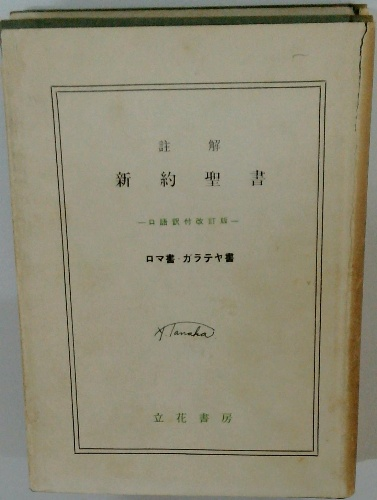 註解
新約聖書
—口語訳付改訂版—
ロマ書・ガラテヤ書
Y. Tanaka
立花書房